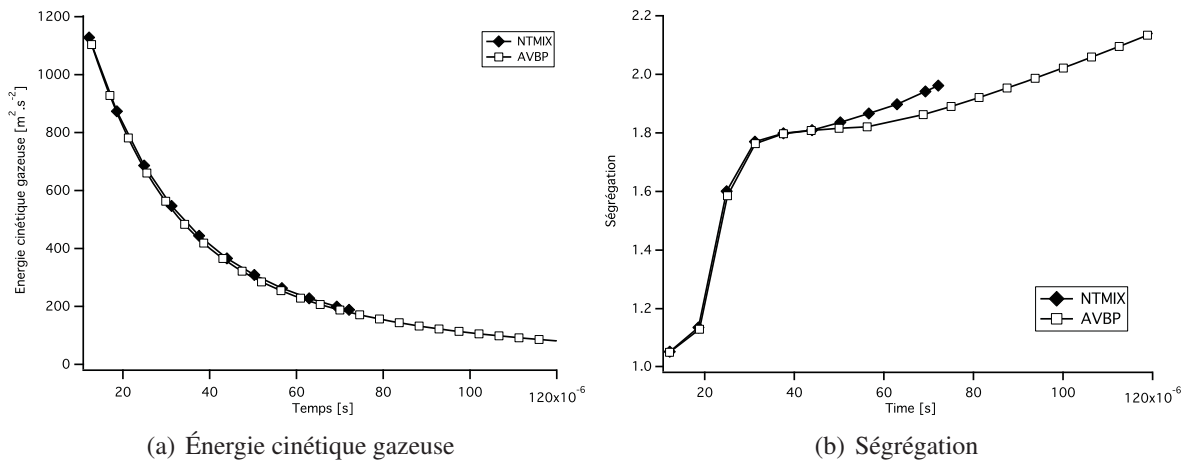 Energie cinétique gazeuse [m².s⁻²]
1200
1000
800
600
400
200
0
NTMIX
AVBP
20
40
60
80
100
120x10⁻⁶
Temps [s]
(a) Énergie cinétique gazeuse
Ségrégation
2.2
2.0
1.8
1.6
1.4
1.2
1.0
NTMIX
AVBP
20
40
60
80
100
120x10⁻⁶
Time [s]
(b) Ségrégation